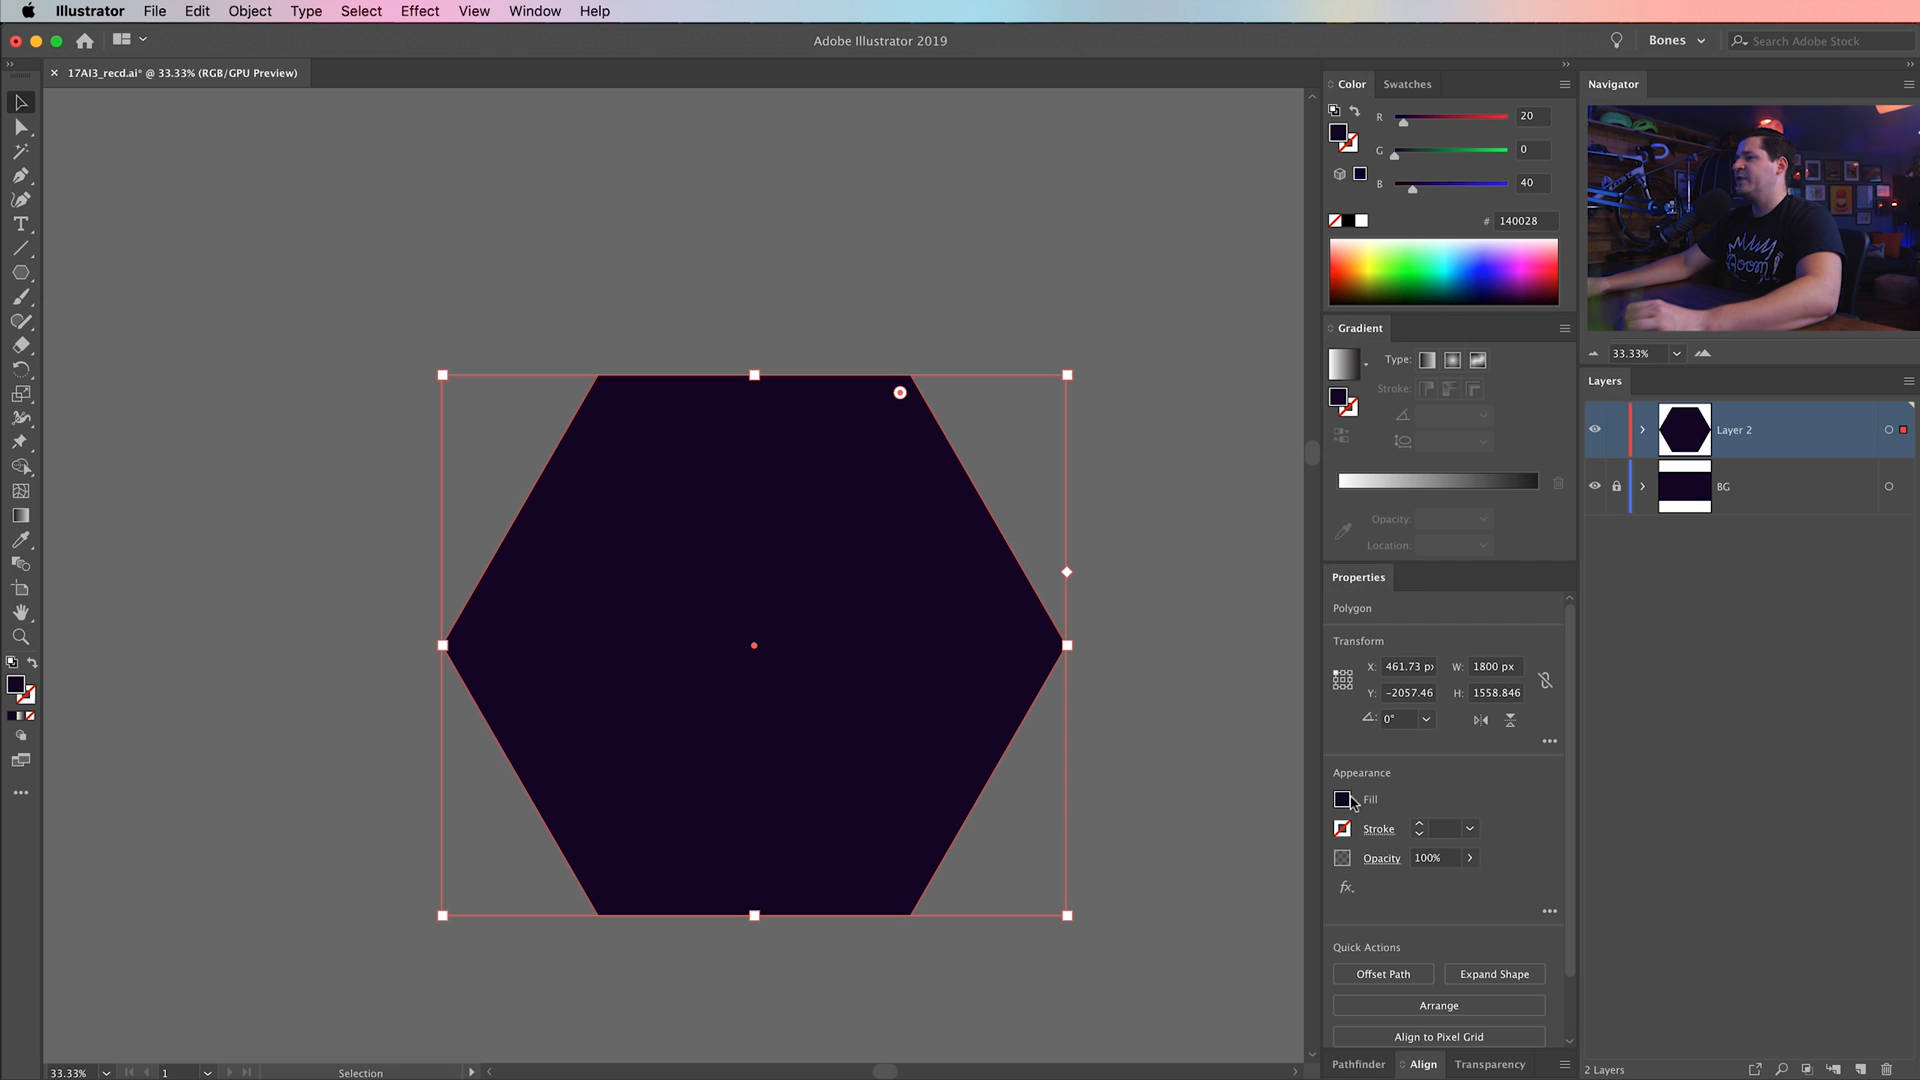 Illustrator File Edit Object Type Select Effect View Window Help
Adobe Illustrator 2019
Bones
Search Adobe Stock
17AI3_recd.ai* @ 33.33% (RGB/GPU Preview)
Color Swatches
R 20
G 0
B 40
# 140028
Gradient
Type:
Stroke:
Opacity:
Location:
Properties
Polygon
Transform
X: 461.73 px W: 1800 px
Y: -2057.46 H: 1558.846
0°
Appearance
Fill
Stroke
Opacity 100%
fx.
Quick Actions
Offset Path Expand Shape
Arrange
Align to Pixel Grid
Pathfinder Align Transparency
Navigator
33.33%
Layers
Layer 2
BG
2 Layers
33.33% 1 Selection